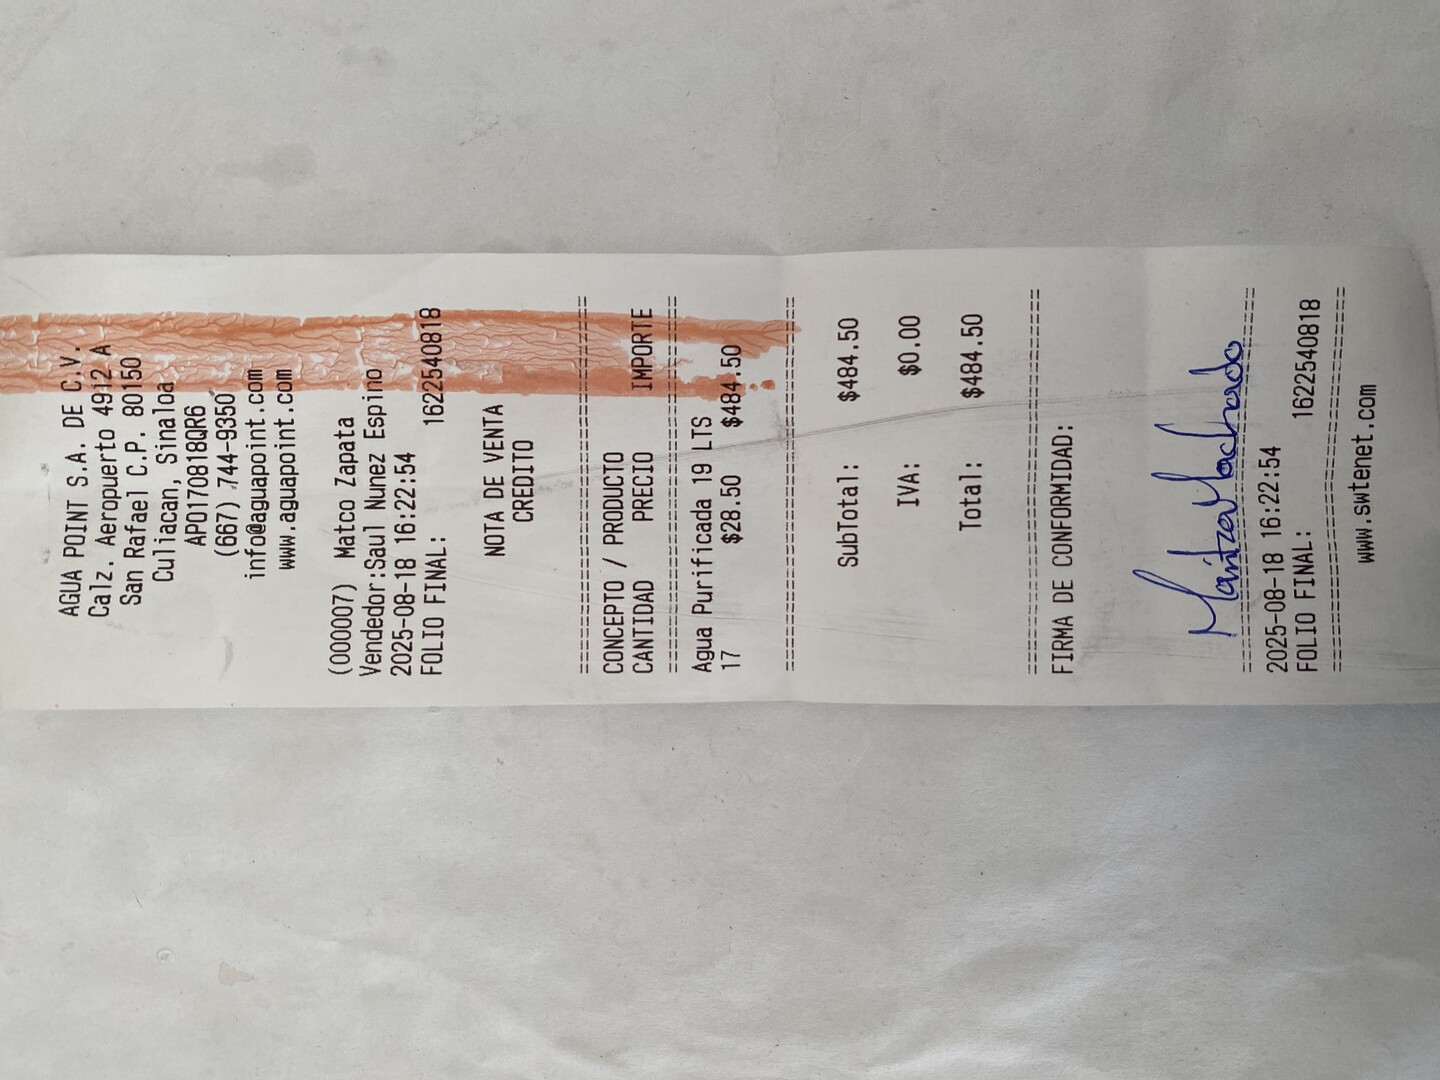 AGUA POINT S.A. DE C.V.
Calz. Aeropuerto 4912 A
San Rafael C.P. 80150
Culiacan, Sinaloa
APO170818QR6
(667) 744-9350
info@aguapoint.com
www.aguapoint.com
(000007) Matco Zapata
Vendedor:Saul Nunez Espino
2025-08-18 16:22:54
FOLIO FINAL: 1622540818
NOTA DE VENTA
CREDITO
CONCEPTO / PRODUCTO
CANTIDAD PRECIO IMPORTE
Agua Purificada 19 LTS
17 $28.50 $484.50
SubTotal: $484.50
IVA: $0.00
Total: $484.50
FIRMA DE CONFORMIDAD:
Maritza Machado
2025-08-18 16:22:54
FOLIO FINAL: 1622540818
www.swtenet.com